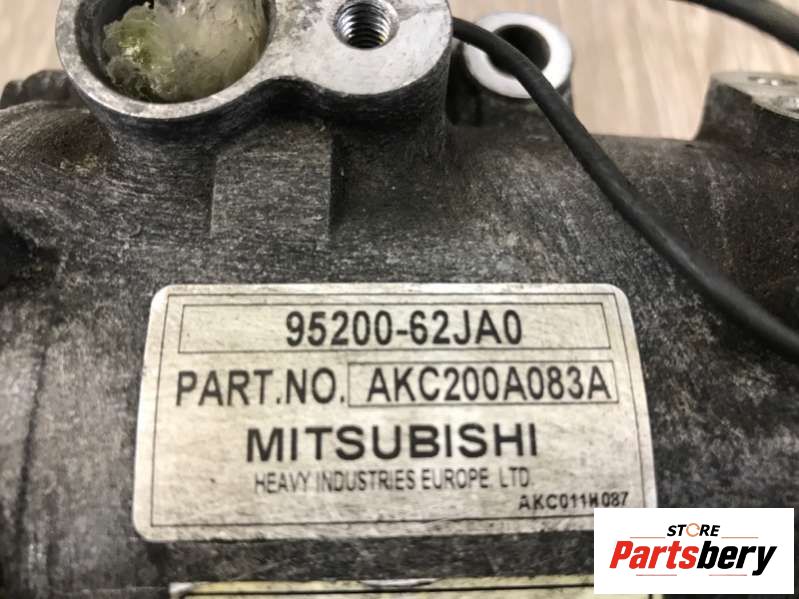 95200-62JA0
PART.NO. AKC200A083A
MITSUBISHI
HEAVY INDUSTRIES EUROPE. LTD.
AKC011H087
STORE
Partsbery